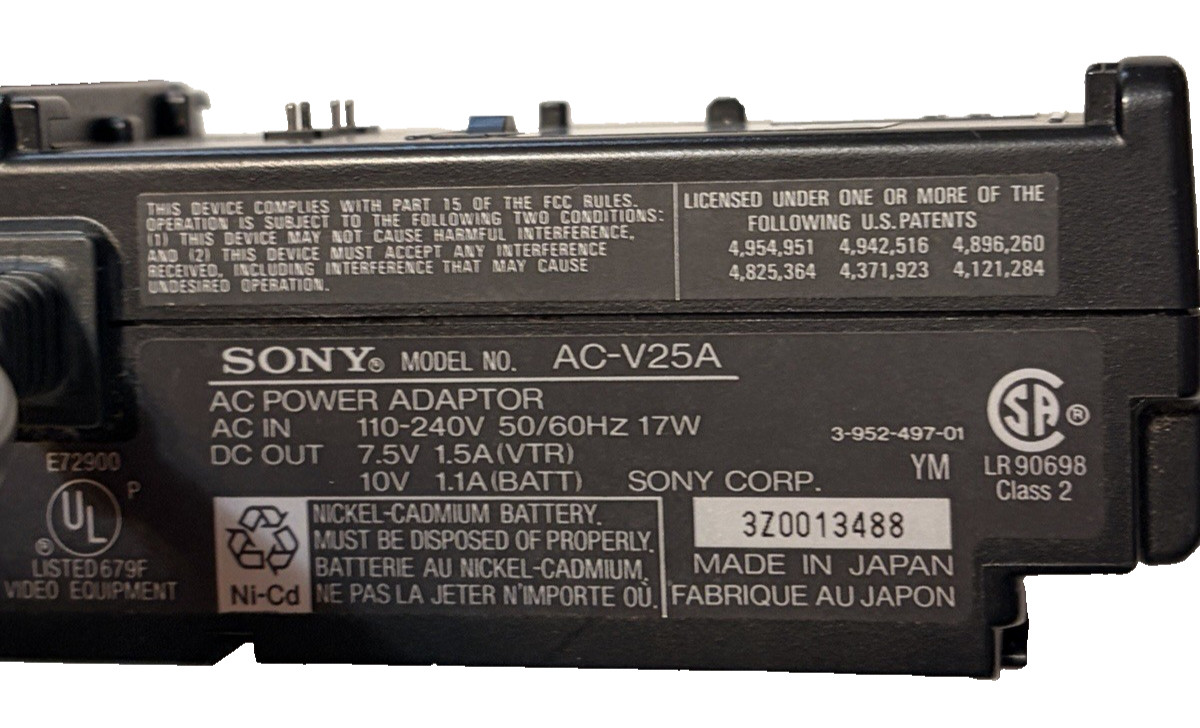 THIS DEVICE COMPLIES WITH PART 15 OF THE FCC RULES.
OPERATION IS SUBJECT TO THE FOLLOWING TWO CONDITIONS:
(1) THIS DEVICE MAY NOT CAUSE HARMFUL INTERFERENCE,
AND (2) THIS DEVICE MUST ACCEPT ANY INTERFERENCE
RECEIVED, INCLUDING INTERFERENCE THAT MAY CAUSE
UNDESIRED OPERATION.
LICENSED UNDER ONE OR MORE OF THE
FOLLOWING U.S.PATENTS
4,954,951 4,942,516 4,896,260
4,825,364 4,371,923 4,121,284
SONY® MODEL NO. AC-V25A
AC POWER ADAPTOR
AC IN 110-240V 50/60Hz 17W
DC OUT 7.5V 1.5A(VTR)
10V 1.1A(BATT) SONY CORP.
3-952-497-01
YM
SA®
LR90698
Class 2
E72900
UL P
®
LISTED 679F
VIDEO EQUIPMENT
Ni-Cd
NICKEL-CADMIUM BATTERY.
MUST BE DISPOSED OF PROPERLY.
BATTERIE AU NICKEL-CADMIUM.
NE PAS LA JETER N'IMPORTE OÙ.
3Z0013488
MADE IN JAPAN
FABRIQUE AU JAPON